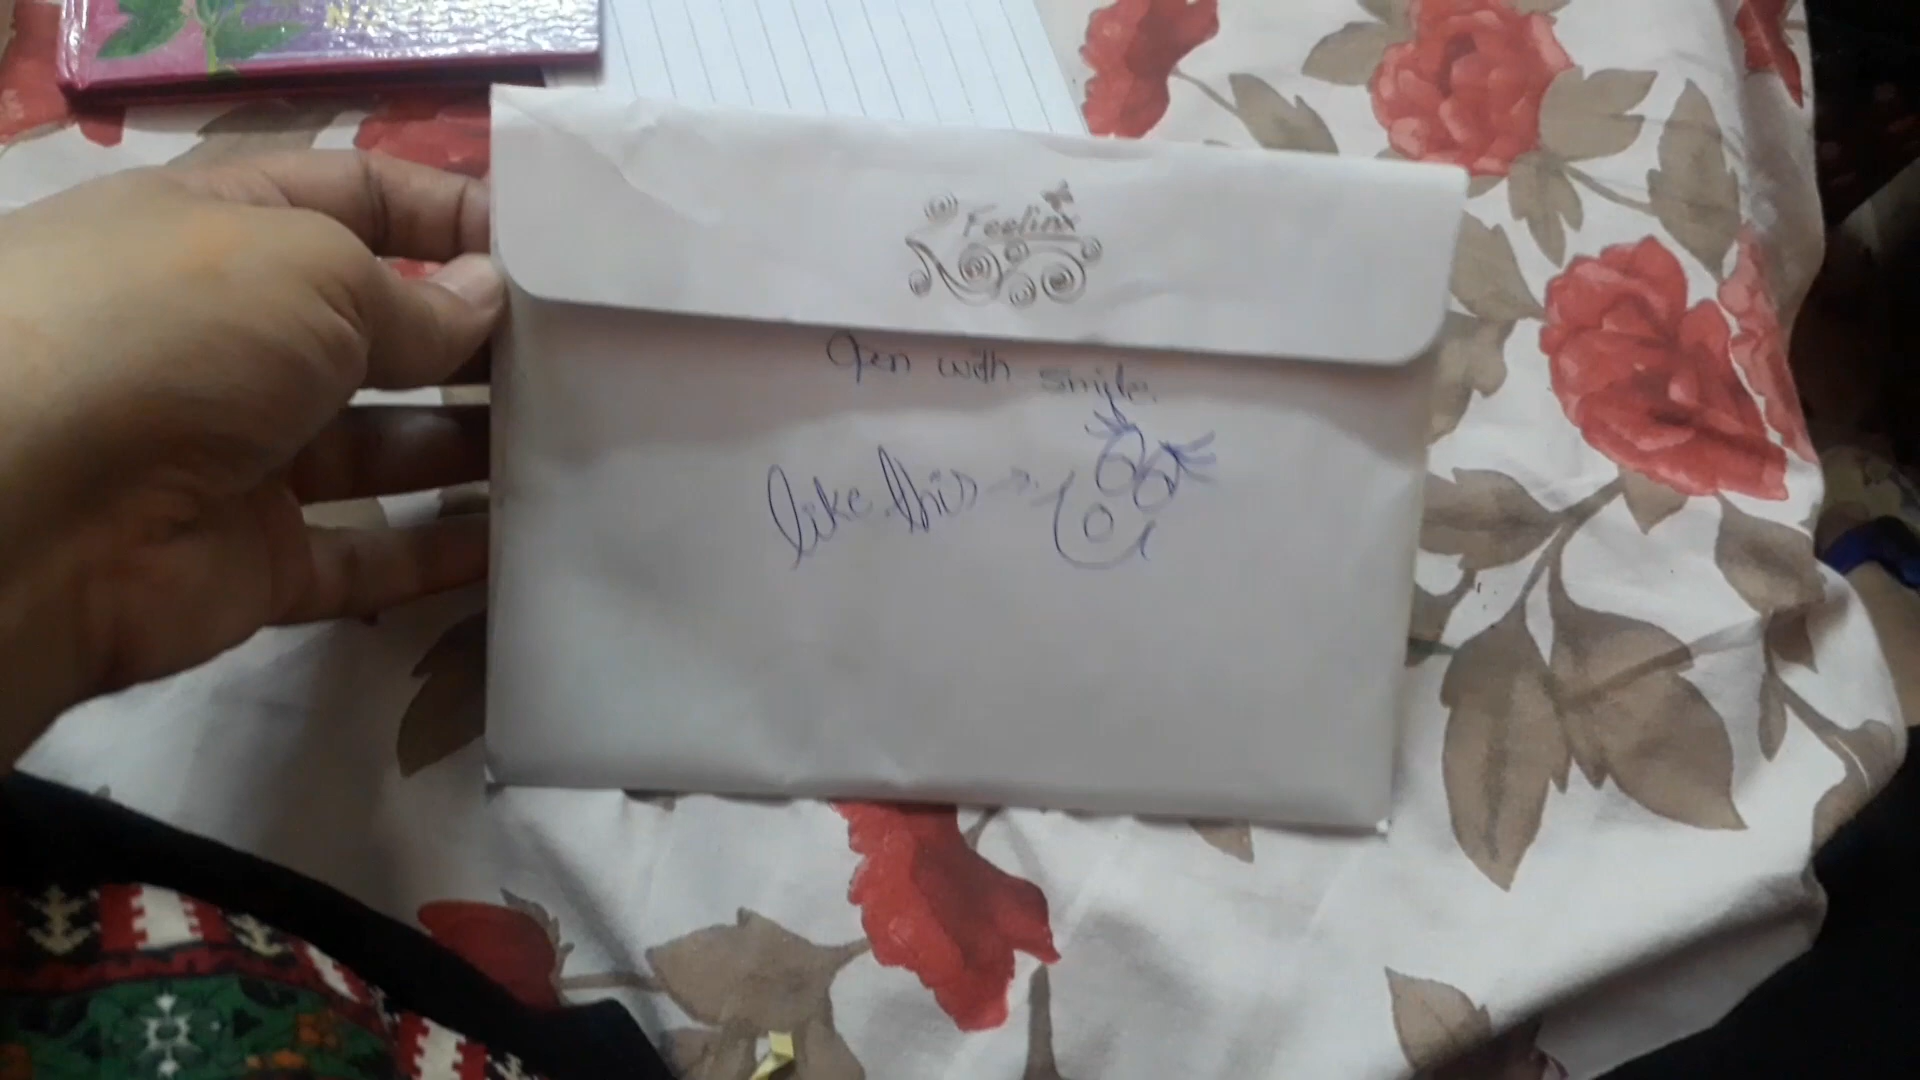 Feelinx
Open with smile.
like this →